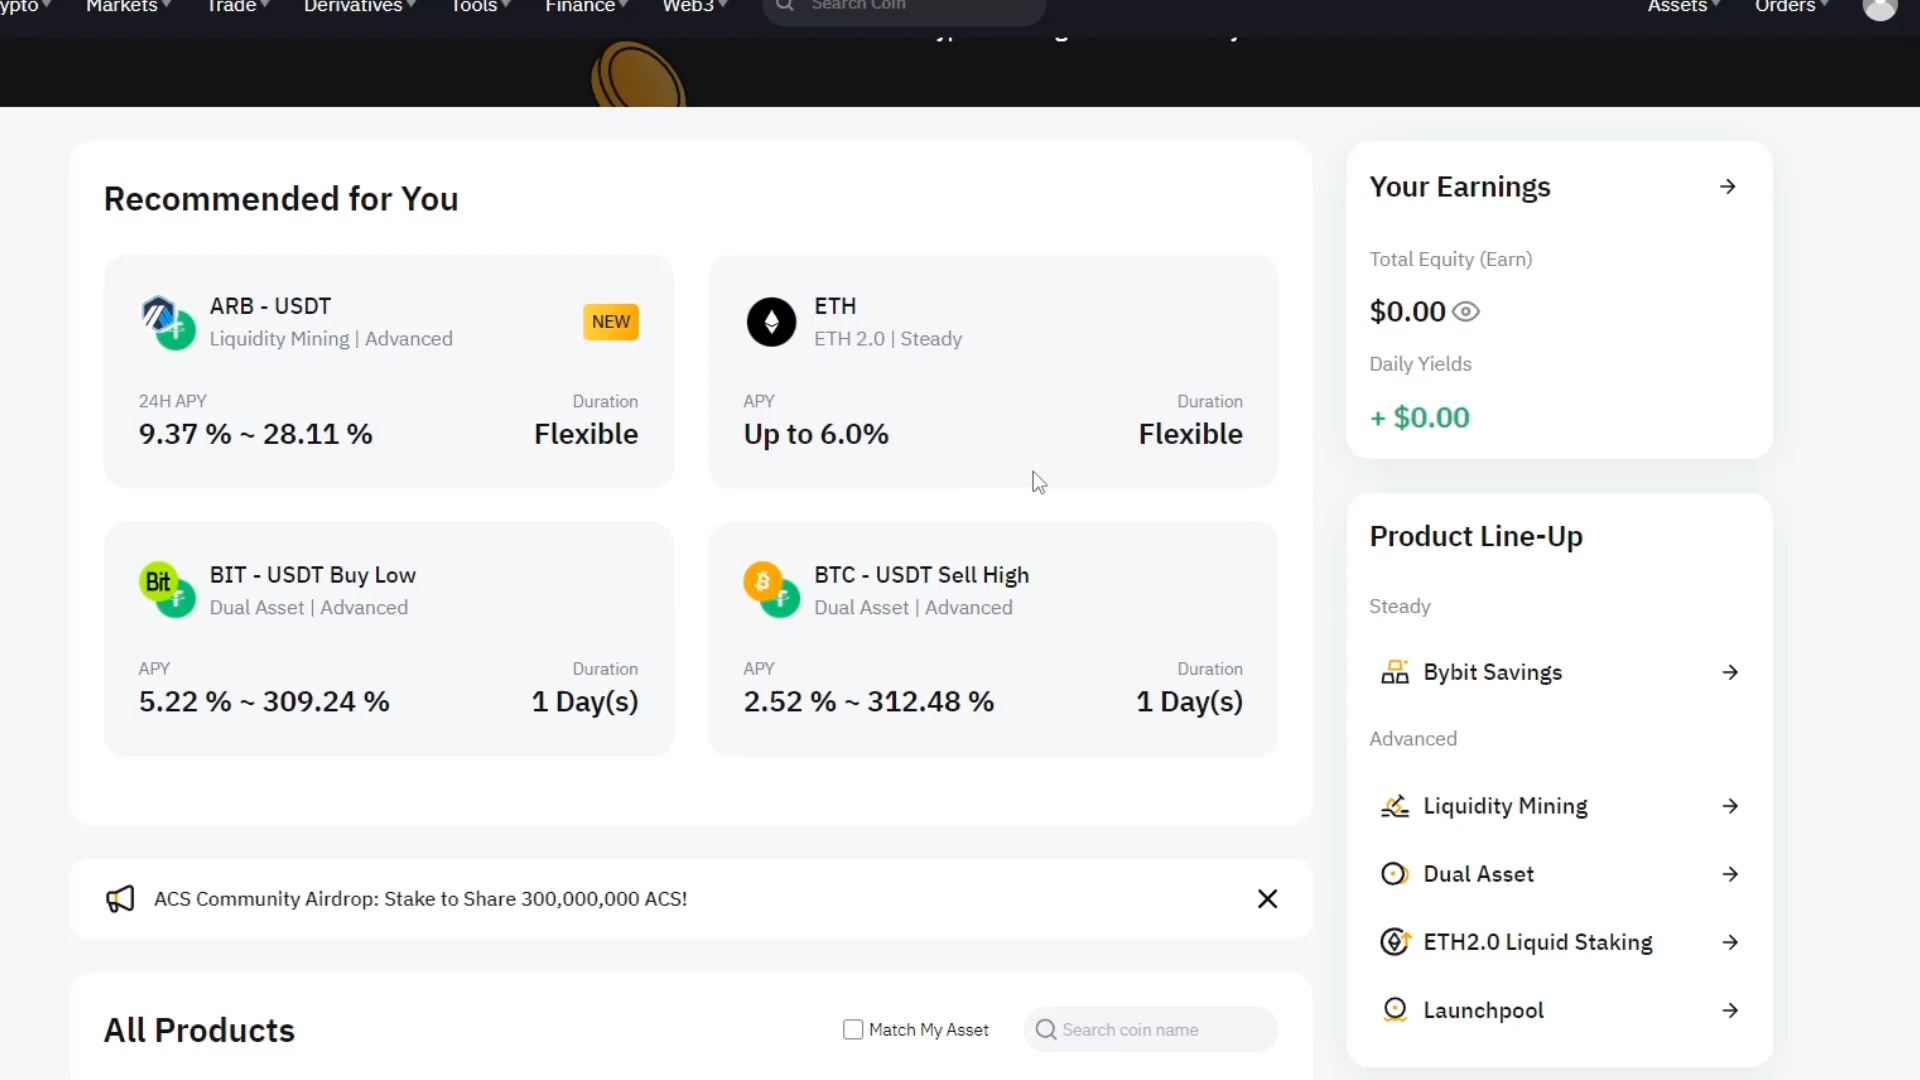 Markets
Trade
Derivatives
Tools
Finance
Web3
Search Coin
Assets
Orders
Recommended for You
ARB - USDT
Liquidity Mining | Advanced
NEW
24H APY
Duration
9.37 % ~ 28.11 %
Flexible
ETH
ETH 2.0 | Steady
APY
Duration
Up to 6.0%
Flexible
Bit
BIT - USDT Buy Low
Dual Asset | Advanced
APY
Duration
5.22 % ~ 309.24 %
1 Day(s)
BTC - USDT Sell High
Dual Asset | Advanced
APY
Duration
2.52 % ~ 312.48 %
1 Day(s)
ACS Community Airdrop: Stake to Share 300,000,000 ACS!
All Products
Match My Asset
Search coin name
Your Earnings
Total Equity (Earn)
$0.00
Daily Yields
+ $0.00
Product Line-Up
Steady
Bybit Savings
Advanced
Liquidity Mining
Dual Asset
ETH2.0 Liquid Staking
Launchpool